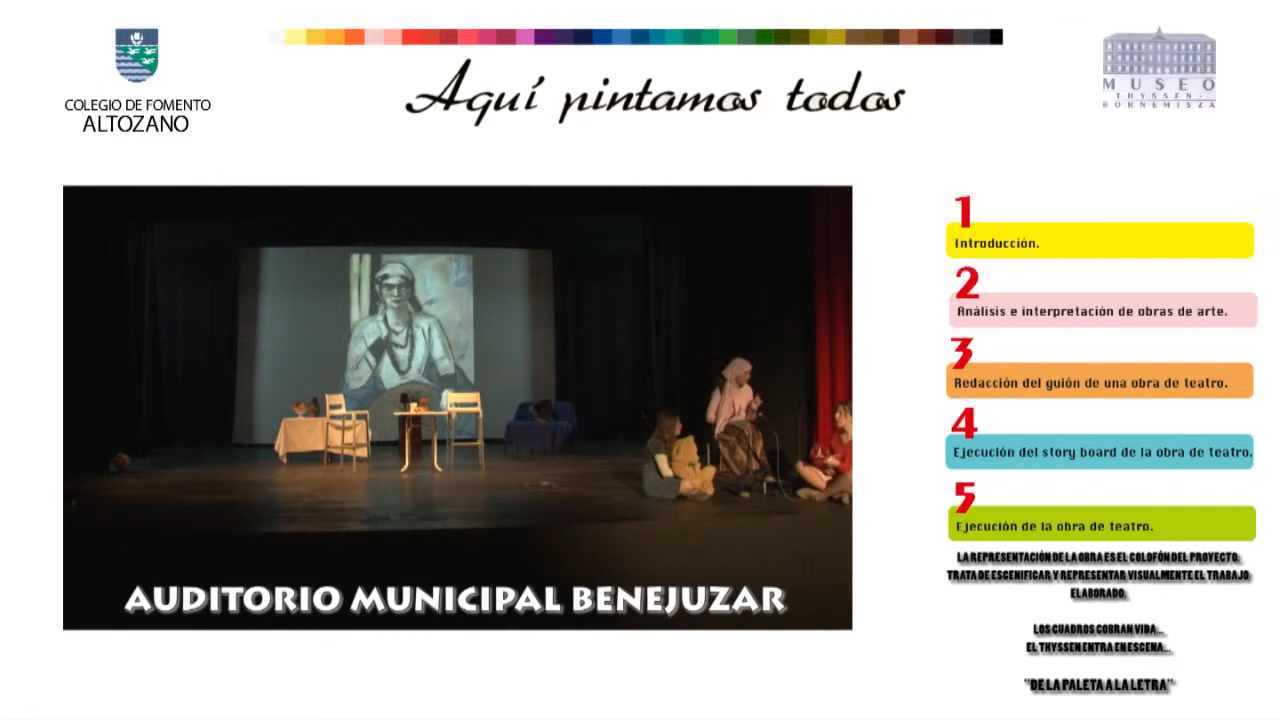 COLEGIO DE FOMENTO
ALTOZANO
Aquí pintamos todos
MUSEO
THYSSEN-
BORNEMISZA
AUDITORIO MUNICIPAL BENEJUZAR
1
Introducción.
2
Análisis e interpretación de obras de arte.
3
Redacción del guión de una obra de teatro.
4
Ejecución del story board de la obra de teatro.
5
Ejecución de la obra de teatro.
LA REPRESENTACIÓN DE LA OBRA ES EL COLOFÓN DEL PROYECTO.
TRATA DE ESCENIFICAR Y REPRESENTAR VISUALMENTE EL TRABAJO
ELABORADO.
LOS CUADROS COBRAN VIDA...
EL THYSSEN ENTRA EN ESCENA...
"DE LA PALETA A LA LETRA"